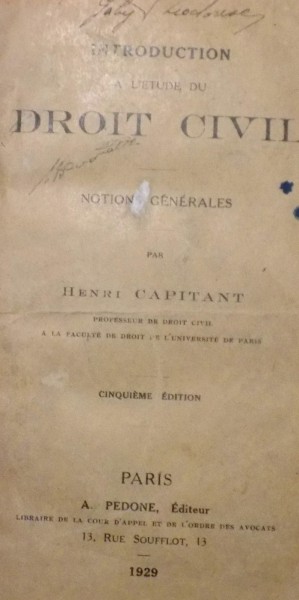 INTRODUCTION
A L'ÉTUDE DU
DROIT CIVIL
NOTIONS GÉNÉRALES
PAR
HENRI CAPITANT
PROFESSEUR DE DROIT CIVIL
A LA FACULTÉ DE DROIT DE L'UNIVERSITÉ DE PARIS
CINQUIÈME ÉDITION
PARIS
A. PEDONE, Éditeur
LIBRAIRE DE LA COUR D'APPEL ET DE L'ORDRE DES AVOCATS
13, RUE SOUFFLOT, 13
1929